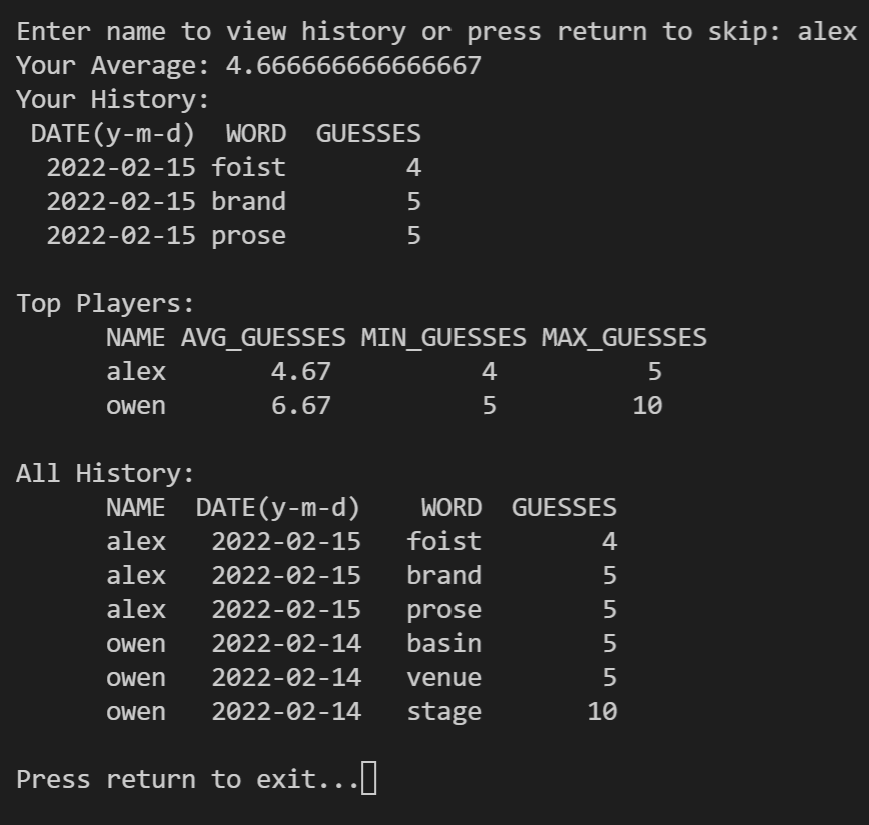 Enter name to view history or press return to skip: alex
Your Average: 4.666666666666667
Your History:
DATE(y-m-d) WORD GUESSES
2022-02-15 foist 4
2022-02-15 brand 5
2022-02-15 prose 5
Top Players:
NAME AVG_GUESSES MIN_GUESSES MAX_GUESSES
alex 4.67 4 5
owen 6.67 5 10
All History:
NAME DATE(y-m-d) WORD GUESSES
alex 2022-02-15 foist 4
alex 2022-02-15 brand 5
alex 2022-02-15 prose 5
owen 2022-02-14 basin 5
owen 2022-02-14 venue 5
owen 2022-02-14 stage 10
Press return to exit...